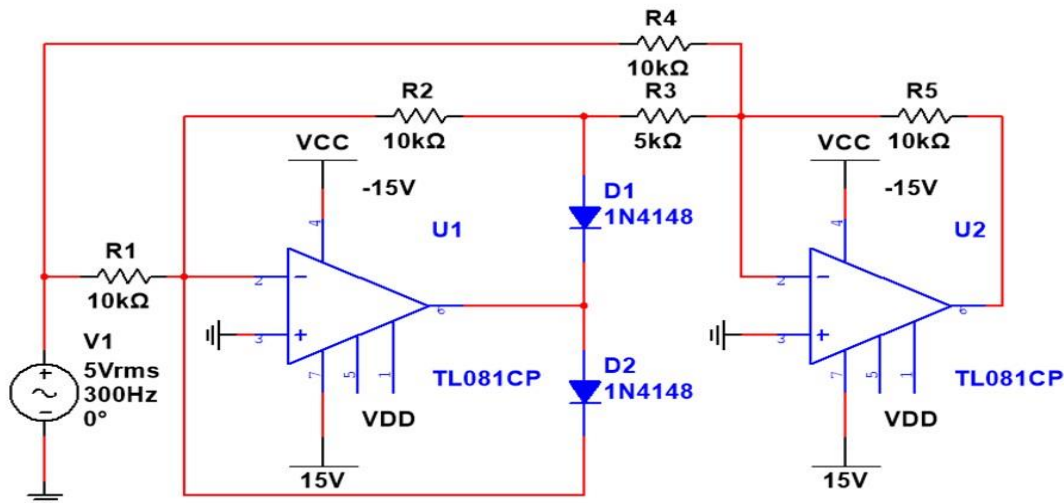 R4
10kΩ
R2
10kΩ
R3
5kΩ
R5
10kΩ
VCC
-15V
VCC
-15V
4
4
D1
1N4148
U1
U2
R1
10kΩ
2
3
6
7
5
1
2
3
6
7
5
1
V1
5Vrms
300Hz
0°
TL081CP
D2
1N4148
TL081CP
VDD
15V
VDD
15V